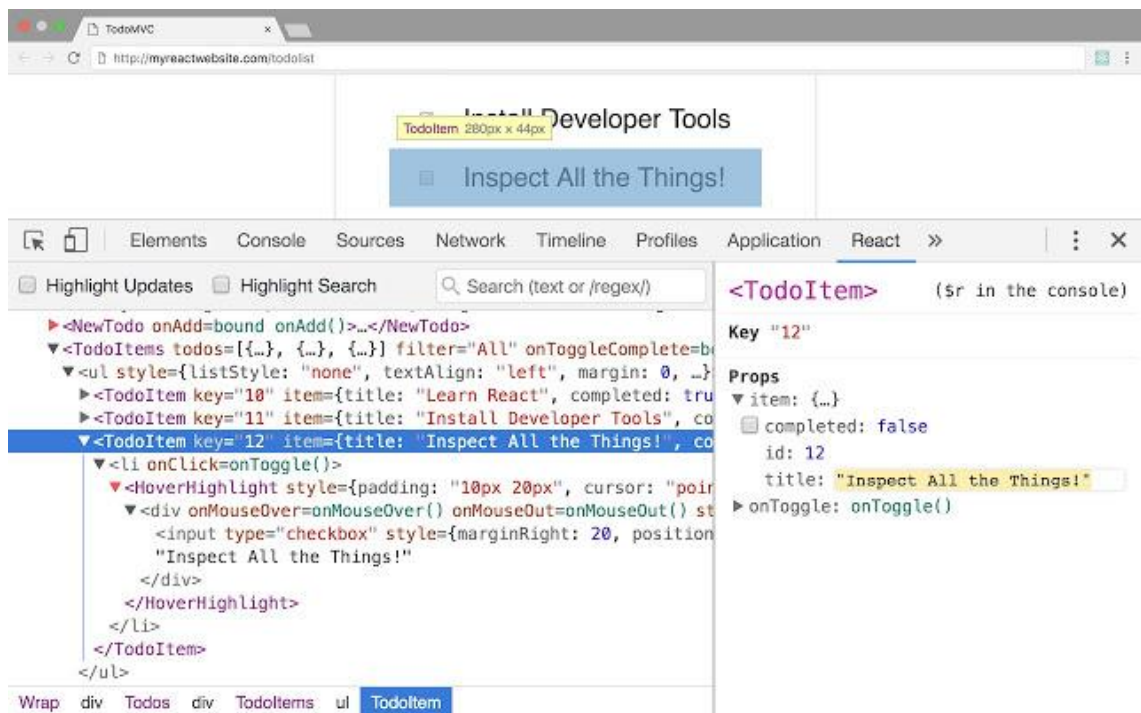 TodoMVC
http://myreactwebsite.com/todolist
Install Developer Tools
TodoItem 280px × 44px
Inspect All the Things!
Elements Console Sources Network Timeline Profiles Application React »
Highlight Updates Highlight Search Search (text or /regex/)
▶<NewTodo onAdd=bound onAdd()>…</NewTodo>
▼<TodoItems todos=[{…}, {…}, {…}] filter="All" onToggleComplete=b
▼<ul style={listStyle: "none", textAlign: "left", margin: 0, …}
▶<TodoItem key="10" item={title: "Learn React", completed: tru
▶<TodoItem key="11" item={title: "Install Developer Tools", co
▼<TodoItem key="12" item={title: "Inspect All the Things!", co
▼<li onClick=onToggle()>
▼<HoverHighlight style={padding: "10px 20px", cursor: "poin
▼<div onMouseOver=onMouseOver() onMouseOut=onMouseOut() st
<input type="checkbox" style={marginRight: 20, position
"Inspect All the Things!"
</div>
</HoverHighlight>
</li>
</TodoItem>
</ul>
Wrap div Todos div TodoItems ul TodoItem
<TodoItem> ($r in the console)
Key "12"
Props
▼item: {…}
completed: false
id: 12
title: "Inspect All the Things!"
▶onToggle: onToggle()